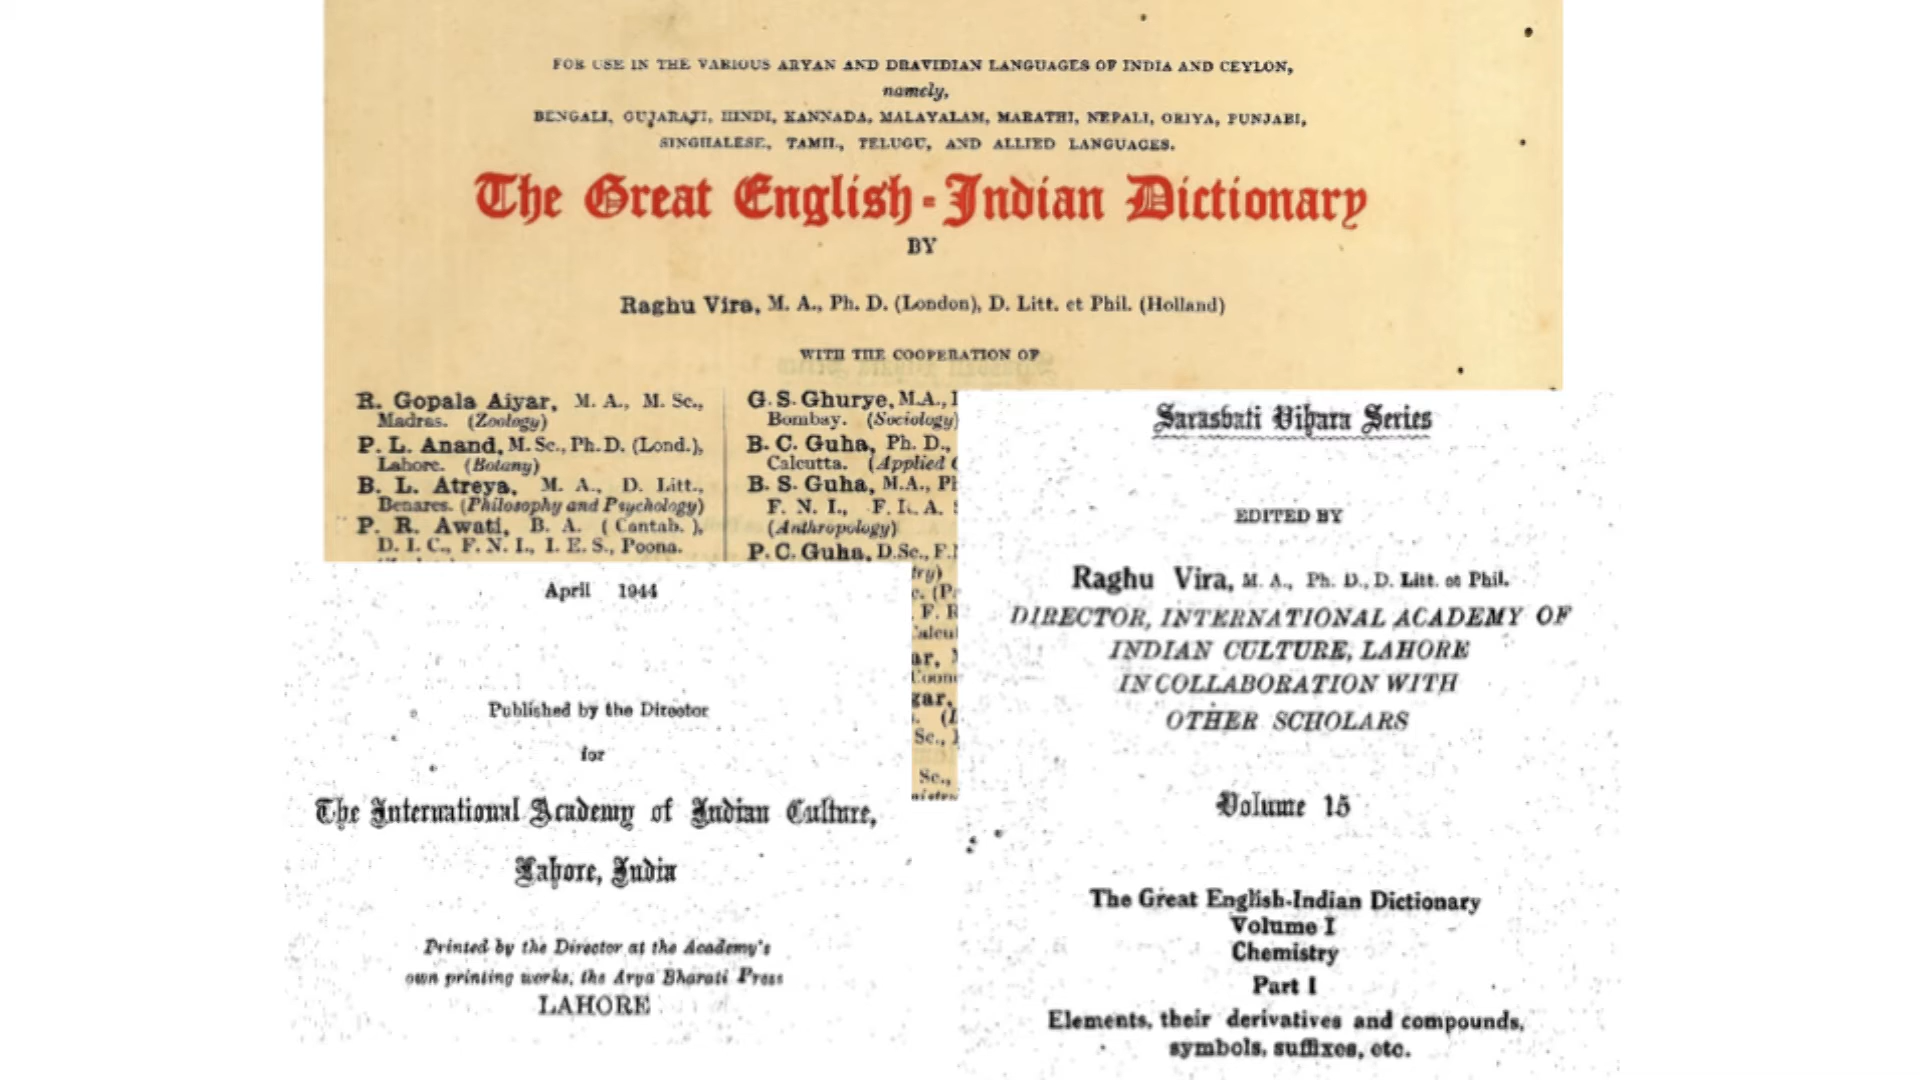 FOR USE IN THE VARIOUS ARYAN AND DRAVIDIAN LANGUAGES OF INDIA AND CEYLON,
namely,
BENGALI, GUJARATI, HINDI, KANNADA, MALAYALAM, MARATHI, NEPALI, ORIYA, PUNJABI,
SINGHALESE, TAMIL, TELUGU, AND ALLIED LANGUAGES.
The Great English-Indian Dictionary
BY
Raghu Vira, M. A., Ph. D. (London), D. Litt. et Phil. (Holland)
WITH THE COOPERATION OF
R. Gopala Aiyar, M. A., M. Sc.,
Madras. (Zoology)
P. L. Anand, M. Sc., Ph. D. (Lond.),
Lahore. (Botany)
B. L. Atreya, M. A., D. Litt.,
Benares. (Philosophy and Psychology)
P. R. Awati, B. A. (Cantab.),
D. I. C., F. N. I., I. E. S., Poona.
G. S. Ghurye, M.A.,
Bombay. (Sociology)
B. C. Guha, Ph. D.,
Calcutta. (Applied
B. S. Guha, M.A.,
F. N. I., F. R. A.
(Anthropology)
P. C. Guha, D.Sc.,
April 1944
Published by the Director
for
The International Academy of Indian Culture,
Lahore, India
Printed by the Director at the Academy's
own printing works, the Arya Bharati Press
LAHORE
Sarasvati Vihara Series
EDITED BY
Raghu Vira, M. A., Ph. D., D. Litt. et Phil.
DIRECTOR, INTERNATIONAL ACADEMY OF
INDIAN CULTURE, LAHORE
IN COLLABORATION WITH
OTHER SCHOLARS
Volume 15
The Great English-Indian Dictionary
Volume I
Chemistry
Part I
Elements, their derivatives and compounds,
symbols, suffixes, etc.